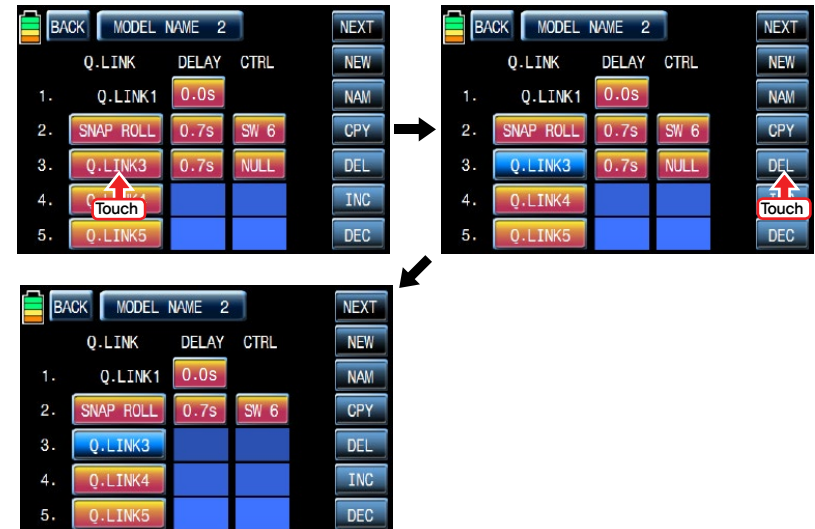 BACK MODEL NAME 2 NEXT
Q.LINK DELAY CTRL NEW
1. Q.LINK1 0.0s NAM
2. SNAP ROLL 0.7s SW 6 CPY
3. Q.LINK3 0.7s NULL DEL
4. INC
Touch
5. Q.LINK5 DEC
BACK MODEL NAME 2 NEXT
Q.LINK DELAY CTRL NEW
1. Q.LINK1 0.0s NAM
2. SNAP ROLL 0.7s SW 6 CPY
3. Q.LINK3 0.7s NULL DEL
4. Q.LINK4
Touch
5. Q.LINK5 DEC
BACK MODEL NAME 2 NEXT
Q.LINK DELAY CTRL NEW
1. Q.LINK1 0.0s NAM
2. SNAP ROLL 0.7s SW 6 CPY
3. Q.LINK3 DEL
4. Q.LINK4 INC
5. Q.LINK5 DEC